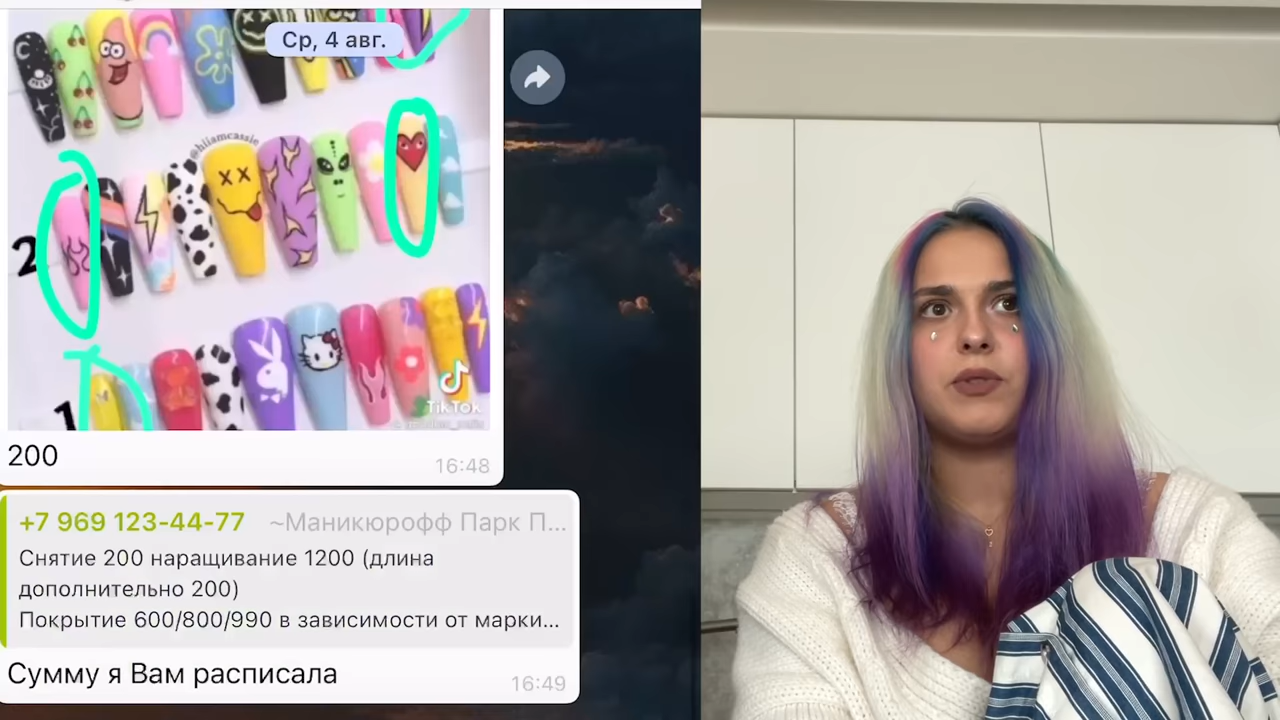 Ср, 4 авг.
@hiiamcassie
2
1
TikTok
200
16:48
+7 969 123-44-77 ~Маникюрофф Парк П...
Снятие 200 наращивание 1200 (длина
дополнительно 200)
Покрытие 600/800/990 в зависимости от марки...
Сумму я Вам расписала
16:49